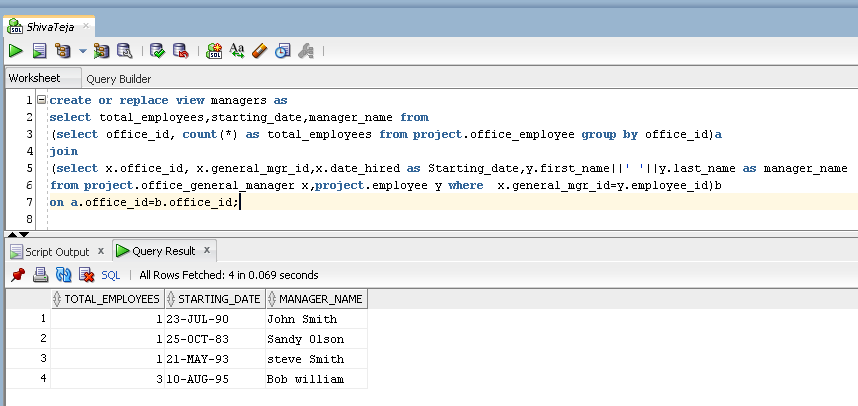 ShivaTeja
SQL Aa
Worksheet Query Builder
1 create or replace view managers as
2 select total_employees,starting_date,manager_name from
3 (select office_id, count(*) as total_employees from project.office_employee group by office_id)a
4 join
5 (select x.office_id, x.general_mgr_id,x.date_hired as Starting_date,y.first_name||' '||y.last_name as manager_name
6 from project.office_general_manager x,project.employee y where  x.general_mgr_id=y.employee_id)b
7 on a.office_id=b.office_id;
8
Script Output x Query Result x
SQL | All Rows Fetched: 4 in 0.069 seconds
TOTAL_EMPLOYEES STARTING_DATE MANAGER_NAME
1 1 23-JUL-90 John Smith
2 1 25-OCT-83 Sandy Olson
3 1 21-MAY-93 steve Smith
4 3 10-AUG-95 Bob william